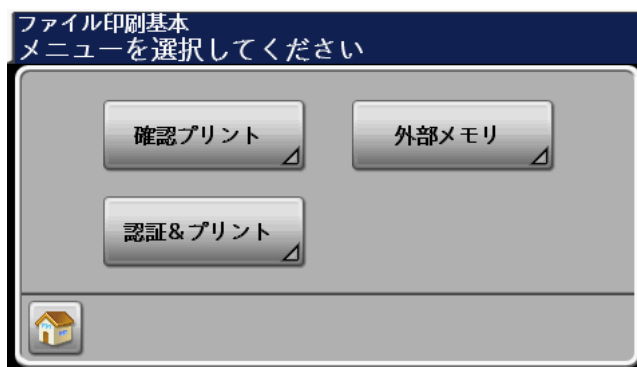 ファイル印刷基本
メニューを選択してください
確認プリント
外部メモリ
認証&プリント